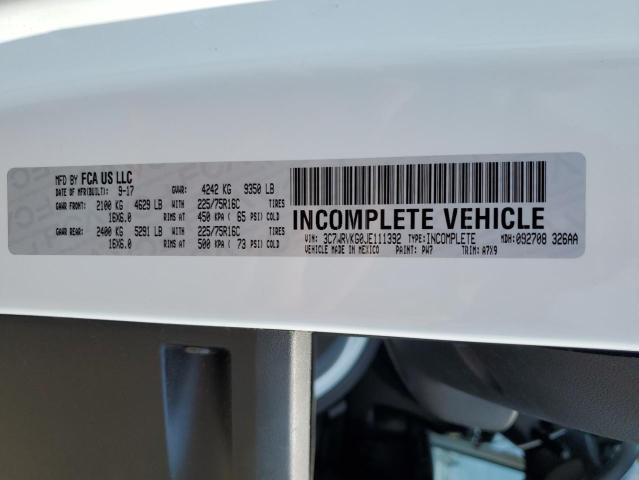 MFD BY FCA US LLC
DATE OF MFR(BUILT): 9-17 GVWR: 4242 KG 9350 LB
GAWR FRONT: 2100 KG 4629 LB WITH 225/75R16C TIRES
16X6.0 RIMS AT 450 KPA ( 65 PSI) COLD
GAWR REAR: 2400 KG 5291 LB WITH 225/75R16C TIRES
16X6.0 RIMS AT 500 KPA ( 73 PSI) COLD
INCOMPLETE VEHICLE
VIN: 3C7WRVKG0JE111392 TYPE:INCOMPLETE MDH:092708 326AA
VEHICLE MADE IN MEXICO PAINT: PW7 TRIM: A7X9